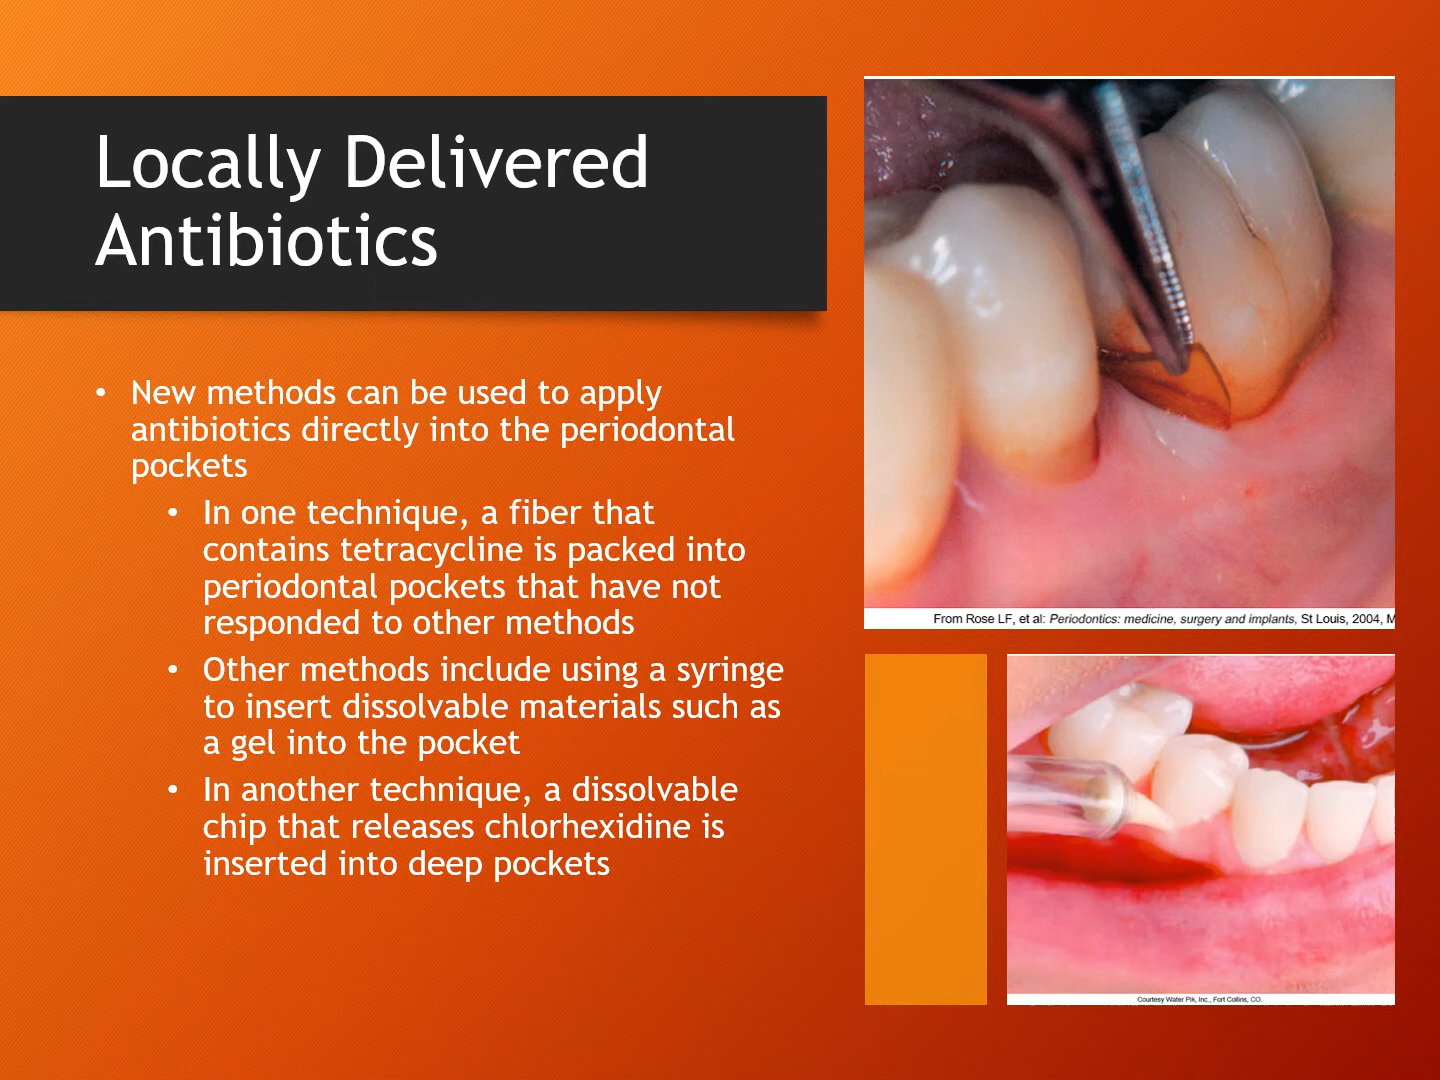 Locally Delivered
Antibiotics
• New methods can be used to apply
antibiotics directly into the periodontal
pockets
• In one technique, a fiber that
contains tetracycline is packed into
periodontal pockets that have not
responded to other methods
• Other methods include using a syringe
to insert dissolvable materials such as
a gel into the pocket
• In another technique, a dissolvable
chip that releases chlorhexidine is
inserted into deep pockets
From Rose LF, et al: Periodontics: medicine, surgery and implants, St Louis, 2004, M
Courtesy Water Pik, Inc., Fort Collins, CO.